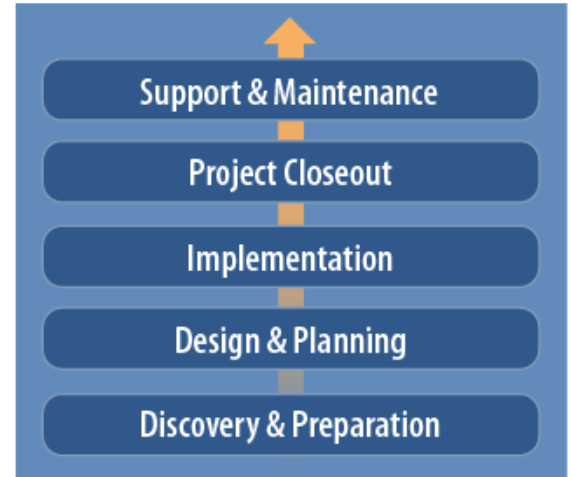 Support & Maintenance
Project Closeout
Implementation
Design & Planning
Discovery & Preparation